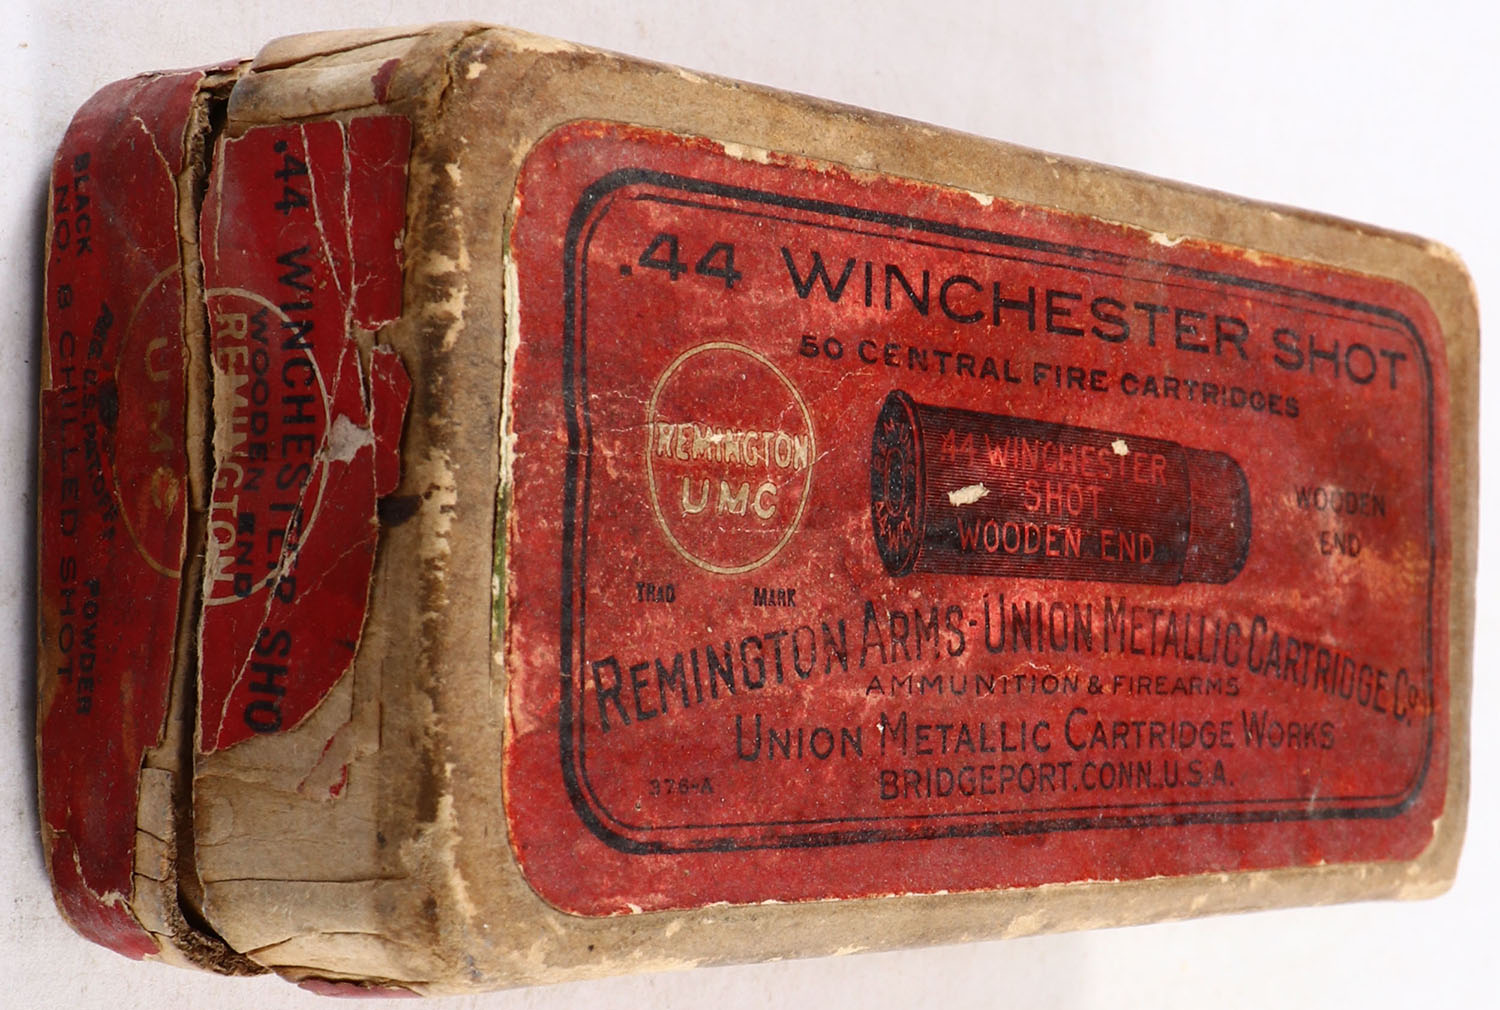 .44 WINCHESTER SHOT
50 CENTRAL FIRE CARTRIDGES
REMINGTON
UMC
TRAD MARK
44 WINCHESTER
SHOT
WOODEN END
WOODEN
END
REMINGTON ARMS-UNION METALLIC CARTRIDGE CO.
AMMUNITION & FIREARMS
UNION METALLIC CARTRIDGE WORKS
BRIDGEPORT, CONN. U.S.A.
376-A
.44 WINCHESTER SHO
WOODEN END
REMINGTON
UMC
BLACK POWDER
NO. 8 CHILLED SHOT